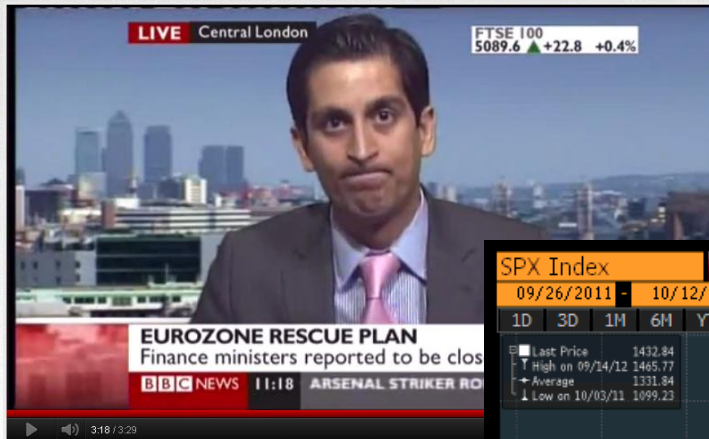 LIVE Central London
FTSE 100
5089.6 ▲ +22.8 +0.4%
SPX Index
09/26/2011 - 10/12/
1D 3D 1M 6M
Last Price 1432.84
High on 09/14/12 1465.77
Average 1331.84
Low on 10/03/11 1099.23
EUROZONE RESCUE PLAN
Finance ministers reported to be clos
BBC NEWS 11:18 ARSENAL STRIKER RO
3:18 / 3:29